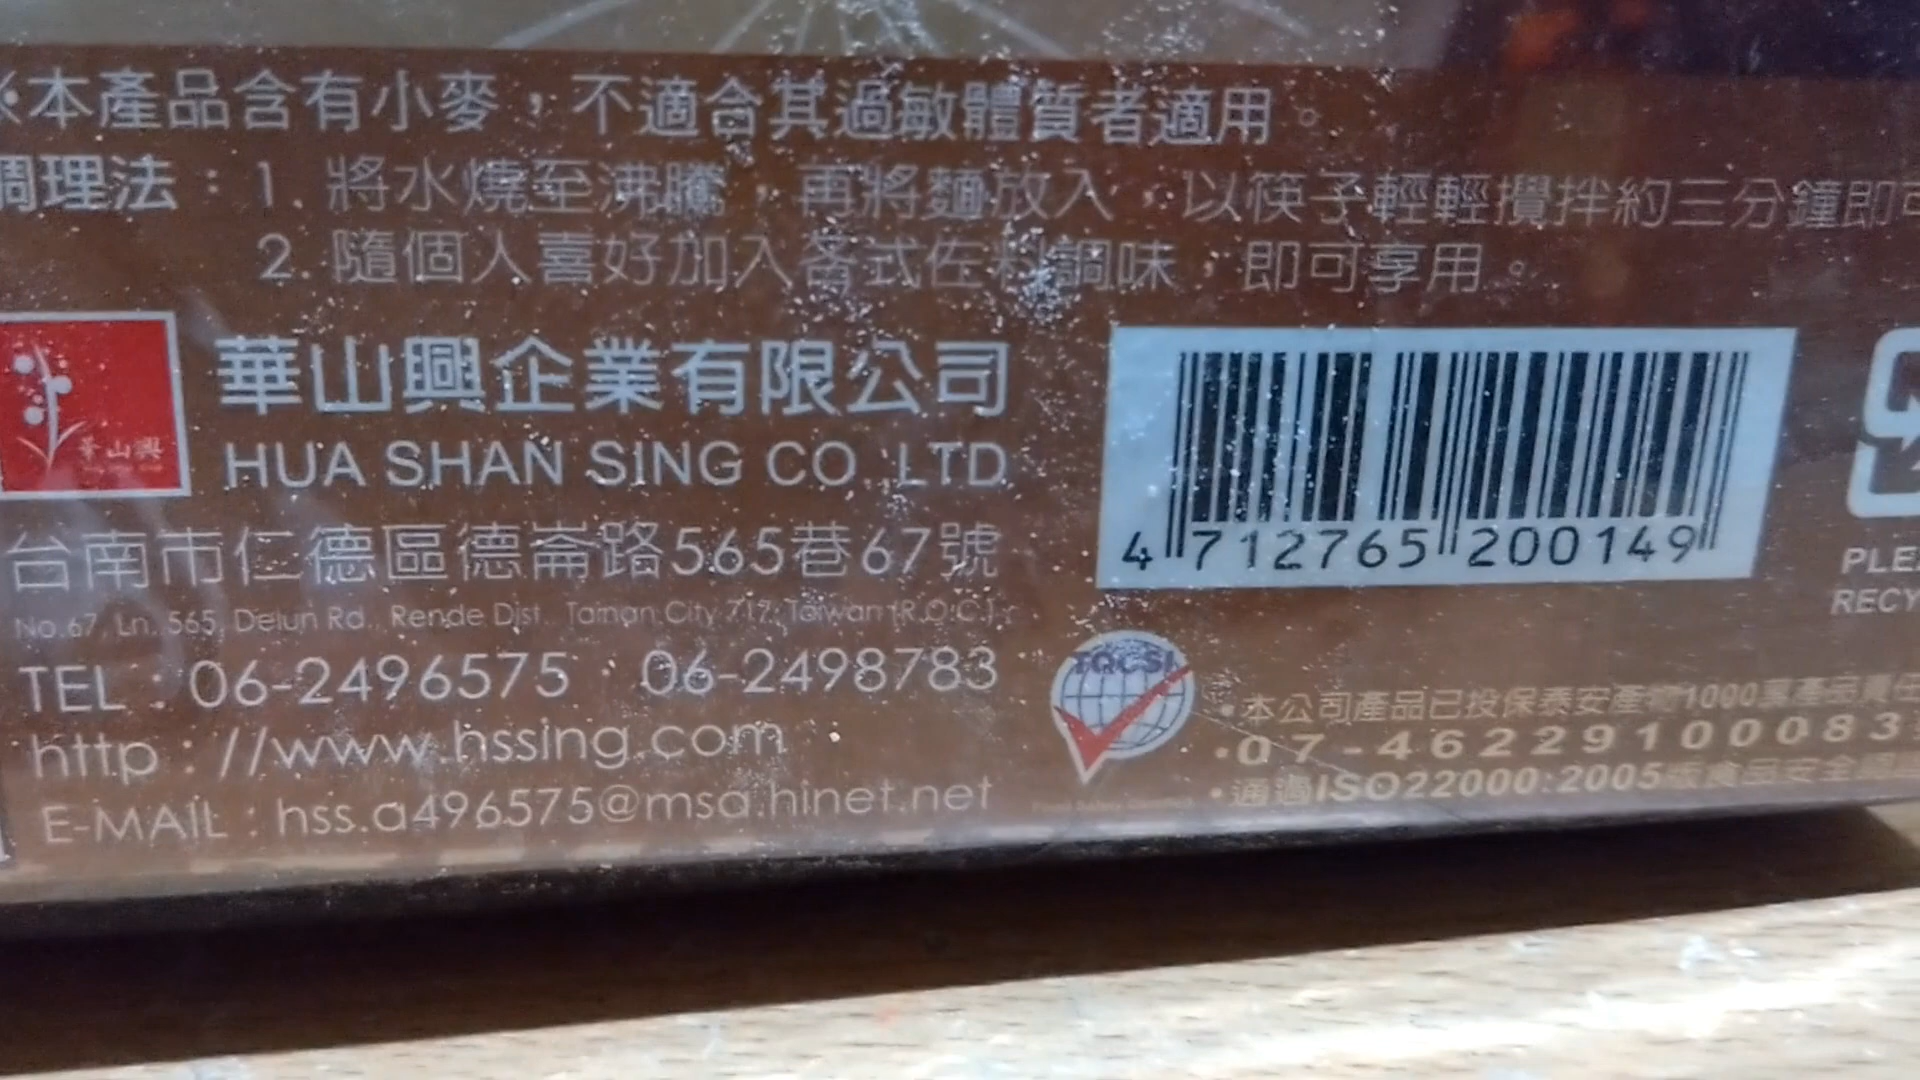 ※本產品含有小麥，不適合其過敏體質者適用。
調理法：1. 將水燒至沸騰，再將麵放入，以筷子輕輕攪拌約三分鐘即可
2. 隨個人喜好加入各式佐料調味，即可享用。
華山興
華山興企業有限公司
HUA SHAN SING CO.,LTD.
台南市仁德區德崙路565巷67號
No.67, Ln. 565, Delun Rd., Rende Dist., Tainan City 717, Taiwan (R.O.C.)
TEL：06-2496575・06-2498783
http：//www.hssing.com
E-MAIL：hss.a496575@msa.hinet.net
4 712765 200149
PLEA
RECY
TQCSI
•本公司產品已投保泰安產物1000萬產品責任
•07-46229100083
•通過ISO22000:2005版食品安全